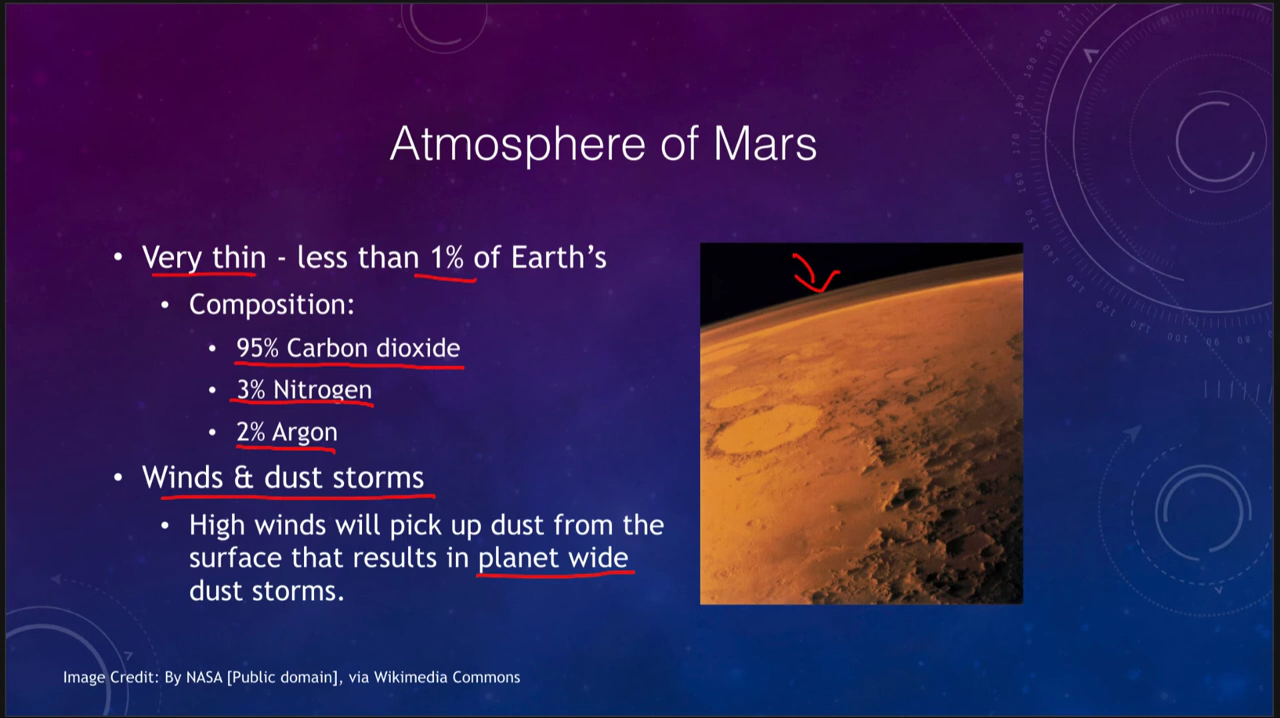 Atmosphere of Mars
• Very thin - less than 1% of Earth's
• Composition:
• 95% Carbon dioxide
• 3% Nitrogen
• 2% Argon
• Winds & dust storms
• High winds will pick up dust from the
surface that results in planet wide
dust storms.
Image Credit: By NASA [Public domain], via Wikimedia Commons